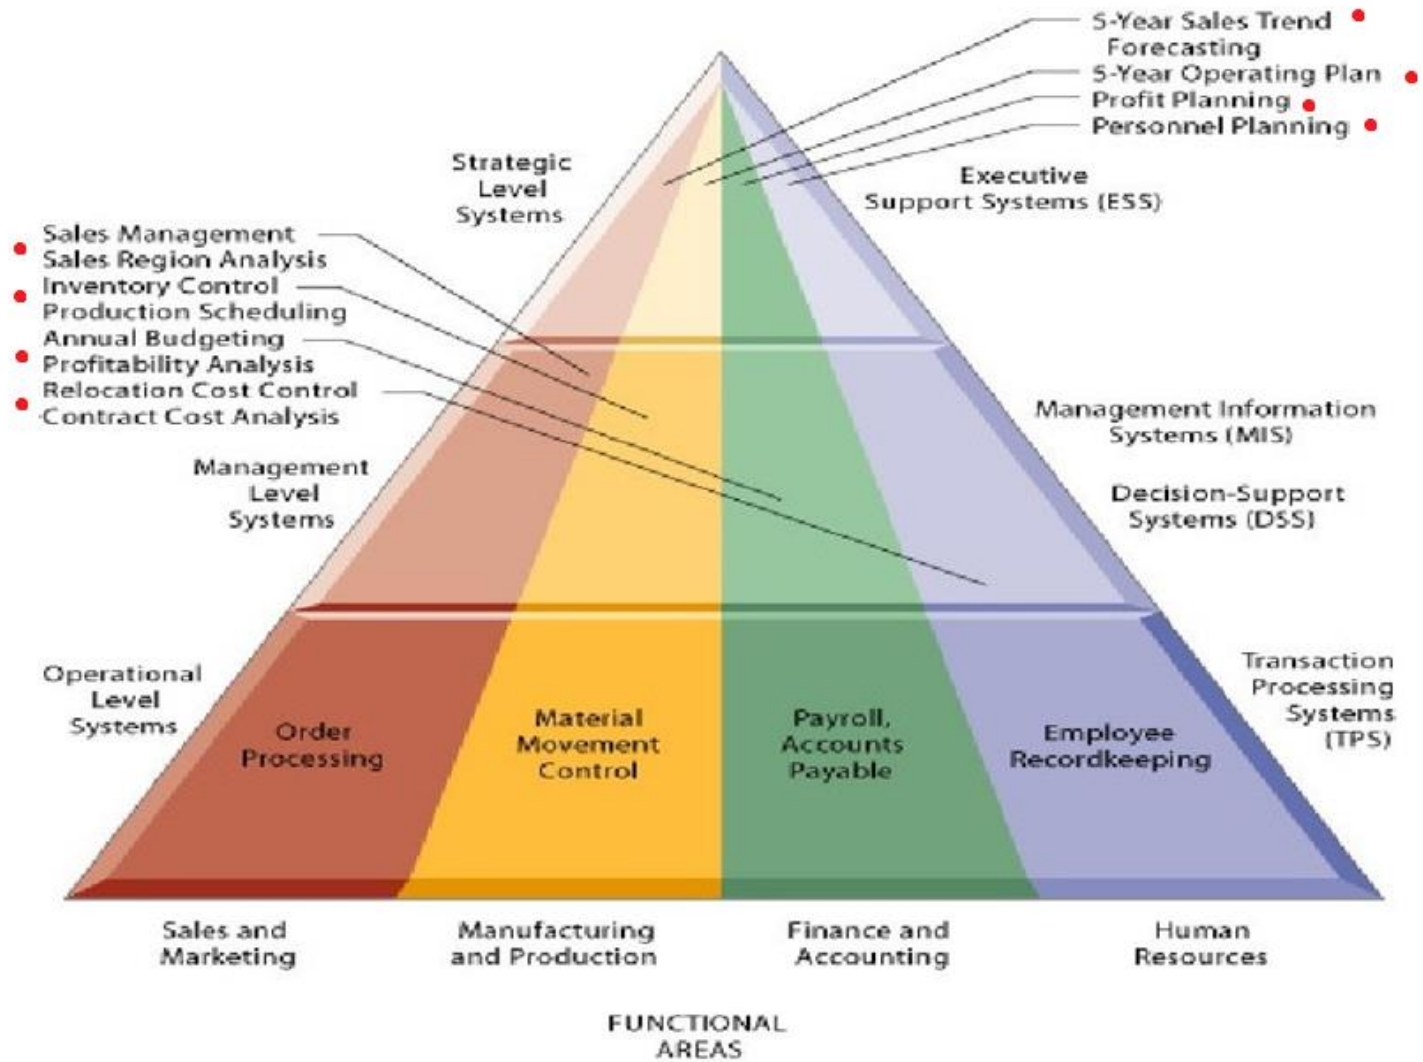 5-Year Sales Trend
Forecasting
5-Year Operating Plan
Profit Planning
Personnel Planning
Strategic
Level
Systems
Executive
Support Systems (ESS)
Sales Management
Sales Region Analysis
Inventory Control
Production Scheduling
Annual Budgeting
Profitability Analysis
Relocation Cost Control
Contract Cost Analysis
Management
Level
Systems
Management Information
Systems (MIS)
Decision-Support
Systems (DSS)
Operational
Level
Systems
Order
Processing
Material
Movement
Control
Payroll,
Accounts
Payable
Employee
Recordkeeping
Transaction
Processing
Systems
(TPS)
Sales and
Marketing
Manufacturing
and Production
Finance and
Accounting
Human
Resources
FUNCTIONAL
AREAS